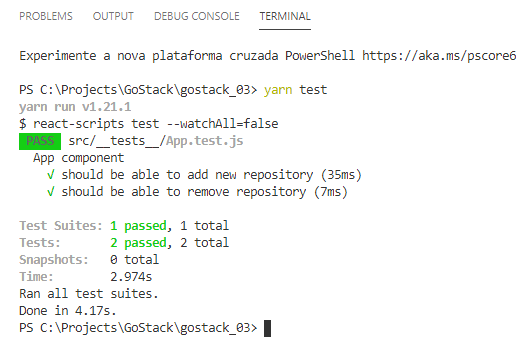 PROBLEMS OUTPUT DEBUG CONSOLE TERMINAL
Experimente a nova plataforma cruzada PowerShell https://aka.ms/pscore6
PS C:\Projects\GoStack\gostack_03> yarn test
yarn run v1.21.1
$ react-scripts test --watchAll=false
PASS src/__tests__/App.test.js
App component
√ should be able to add new repository (35ms)
√ should be able to remove repository (7ms)
Test Suites: 1 passed, 1 total
Tests: 2 passed, 2 total
Snapshots: 0 total
Time: 2.974s
Ran all test suites.
Done in 4.17s.
PS C:\Projects\GoStack\gostack_03>